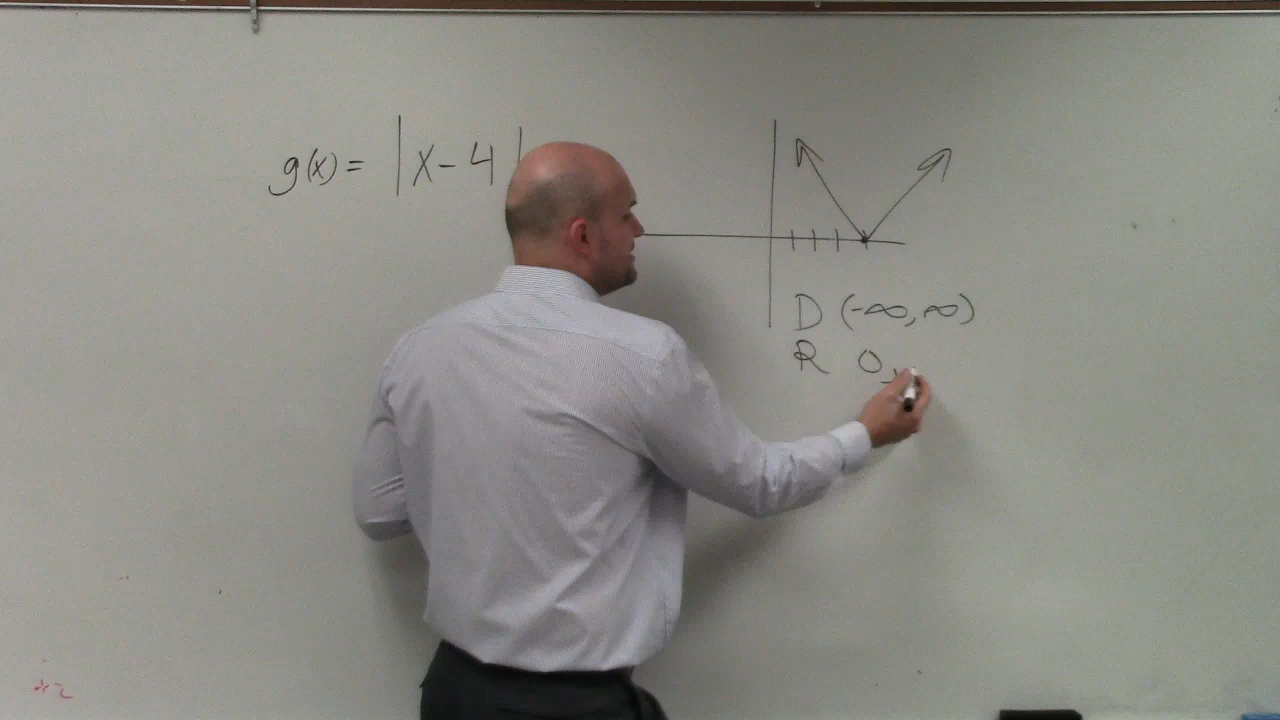 g(x) = |x - 4|
D (-∞, ∞)
R 0,